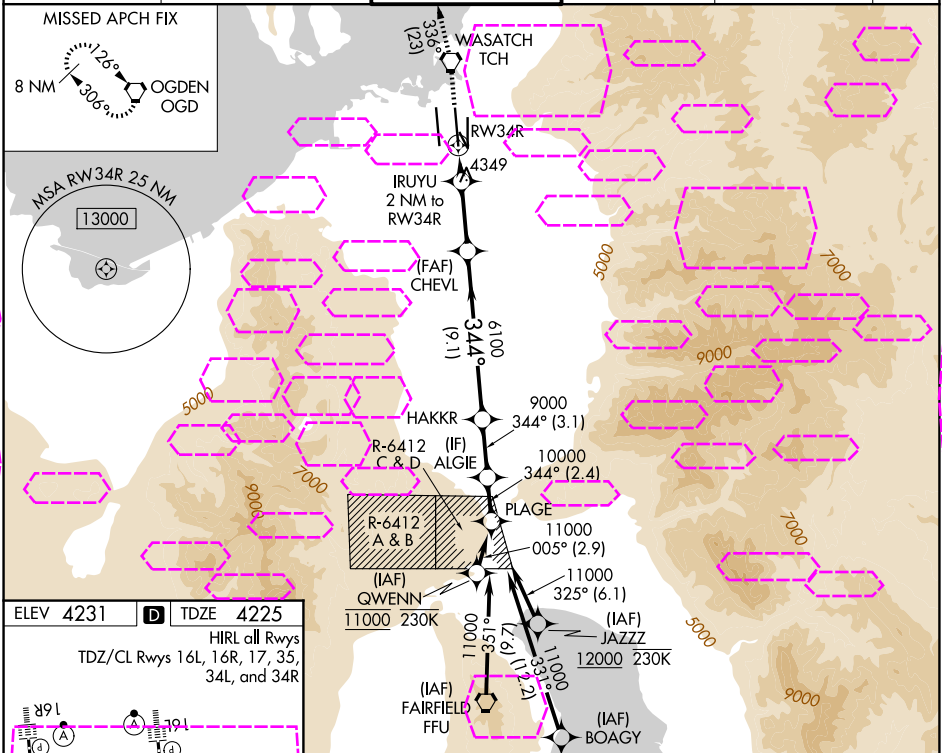 MISSED APCH FIX
8 NM
126°
306°
OGDEN
OGD
336°
(23)
WASATCH
TCH
RW34R
4349
IRUYU
2 NM to
RW34R
MSA RW34R 25 NM
13000
(FAF)
CHEVL
5000
7000
6100
344°
(9.1)
9000
5000
HAKKR
9000
344° (3.1)
(IF)
ALGIE
R-6412
C & D
10000
344° (2.4)
7000
9000
PLAGE
R-6412
A & B
11000
005° (2.9)
7000
(IAF)
QWENN
11000 230K
11000
325° (6.1)
(IAF)
JAZZZ
12000 230K
5000
11000
351°
(7.6)
11000
331°
(12.2)
(IAF)
FAIRFIELD
FFU
(IAF)
BOAGY
9000
ELEV 4231
D
TDZE 4225
HIRL all Rwys
TDZ/CL Rwys 16L, 16R, 17, 35,
34L, and 34R
16R
A
A
16L
P
P